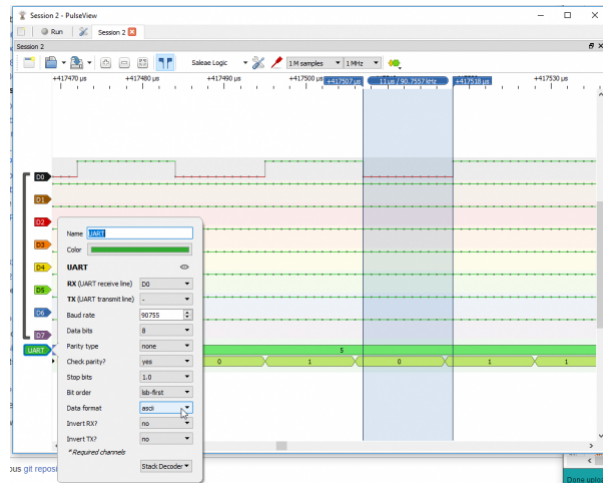 Session 2 - PulseView
Run
Session 2
Session 2
Saleae Logic
1 M samples
1 MHz
+417470 µs
+417480 µs
+417490 µs
+417500 µs
+417507 µs
11 µs / 90.7557 kHz
+417518 µs
+417530 µs
D0
D1
D2
D3
D4
D5
D6
D7
UART
S
0
1
0
1
1
Name
UART
Color
UART
RX (UART receive line)
D0
TX (UART transmit line)
-
Baud rate
90755
Data bits
8
Parity type
none
Check parity?
yes
Stop bits
1.0
Bit order
lsb-first
Data format
ascii
Invert RX?
no
Invert TX?
no
*Required channels
Stack Decoder
ous git reposi
Done uploa